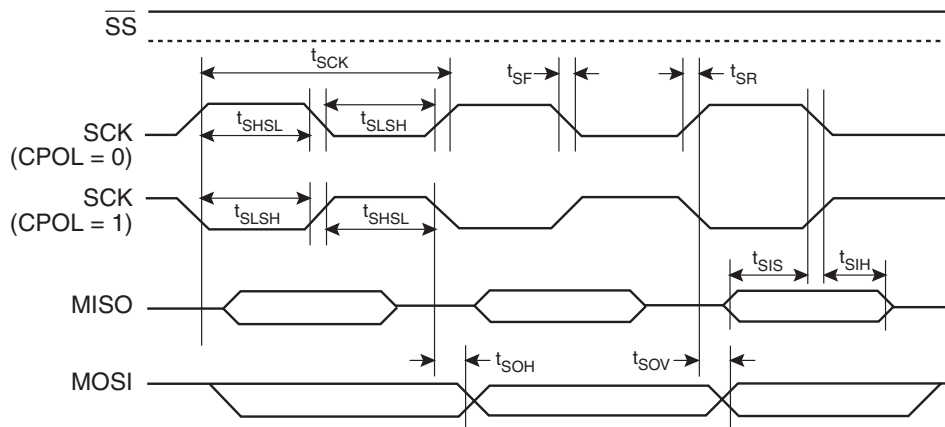 SS
tSCK
tSF
tSR
SCK
(CPOL = 0)
tSHSL
tSLSH
SCK
(CPOL = 1)
tSLSH
tSHSL
MISO
tSIS
tSIH
tSOH
tSOV
MOSI